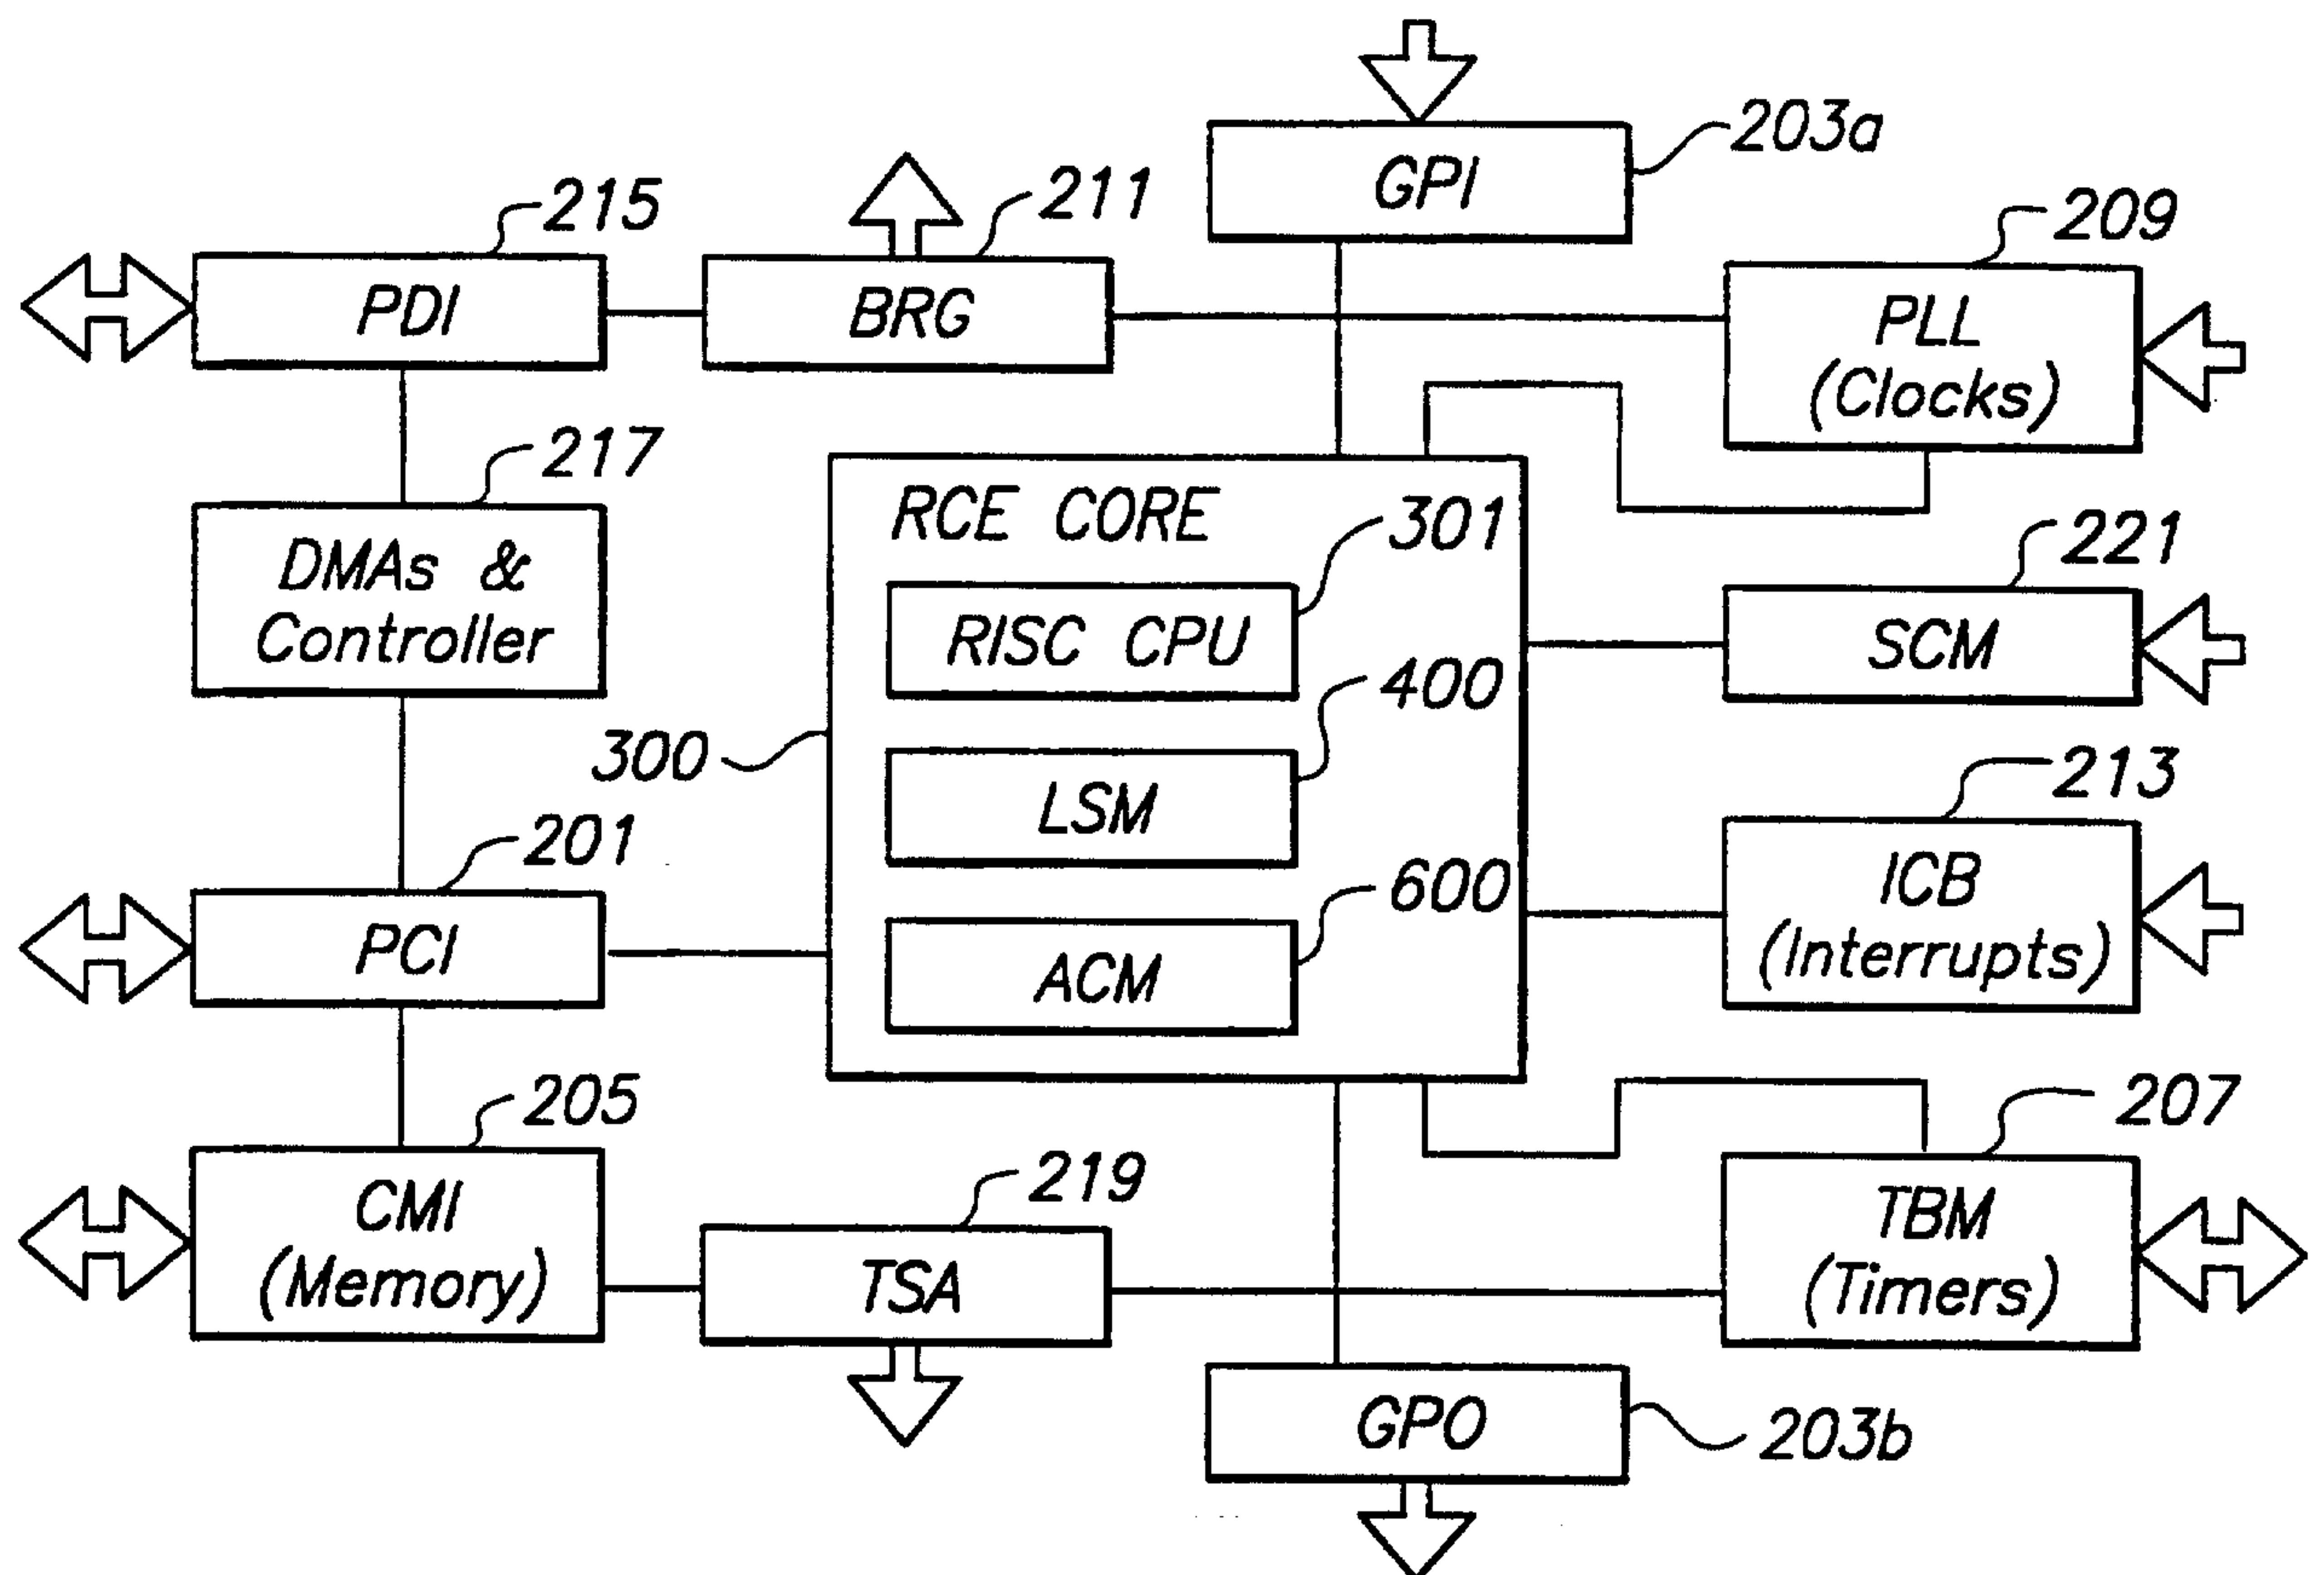 203a
GPI
215
211
209
PDI
BRG
PLL
(Clocks)
217
RCE CORE
301
221
DMAs &
Controller
RISC CPU
SCM
400
300
LSM
213
201
600
ICB
(Interrupts)
PCI
ACM
205
207
219
CMI
(Memory)
TSA
TBM
(Timers)
GPO
203b